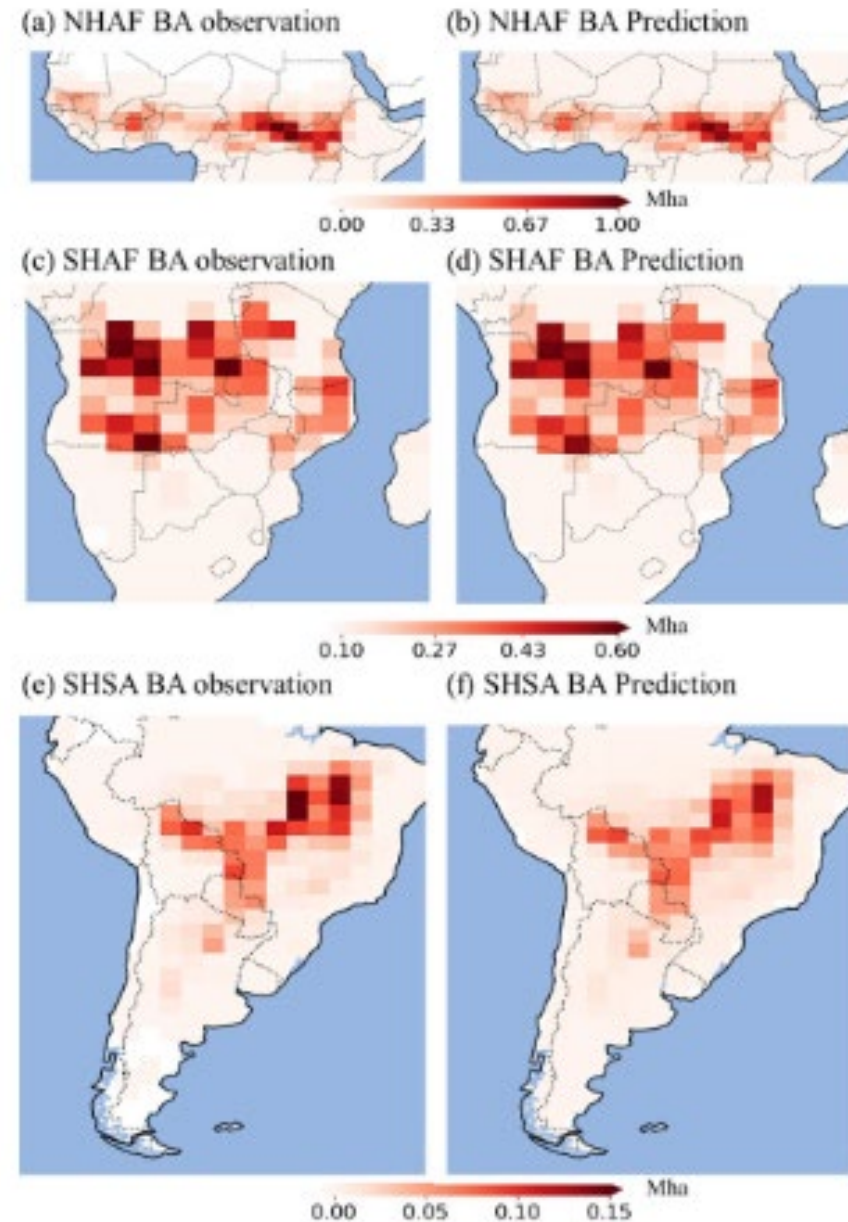 (a) NHAF BA observation
(b) NHAF BA Prediction
Mha
0.00 0.33 0.67 1.00
(c) SHAF BA observation
(d) SHAF BA Prediction
Mha
0.10 0.27 0.43 0.60
(e) SHSA BA observation
(f) SHSA BA Prediction
Mha
0.00 0.05 0.10 0.15